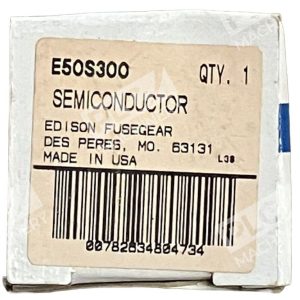 E50S300 QTY. 1
SEMICONDUCTOR
EDISON FUSEGEAR
DES PERES, MO. 63131
MADE IN USA L38
00782834804734